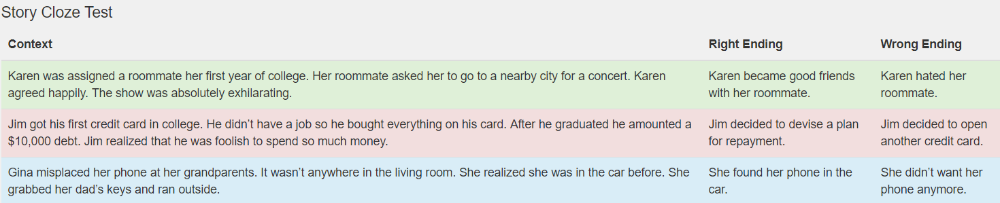 Story Cloze Test
Context Right Ending Wrong Ending
Karen was assigned a roommate her first year of college. Her roommate asked her to go to a nearby city for a concert. Karen
agreed happily. The show was absolutely exhilarating.
Karen became good friends
with her roommate.
Karen hated her
roommate.
Jim got his first credit card in college. He didn’t have a job so he bought everything on his card. After he graduated he amounted a
$10,000 debt. Jim realized that he was foolish to spend so much money.
Jim decided to devise a plan
for repayment.
Jim decided to open
another credit card.
Gina misplaced her phone at her grandparents. It wasn’t anywhere in the living room. She realized she was in the car before. She
grabbed her dad’s keys and ran outside.
She found her phone in the
car.
She didn’t want her
phone anymore.